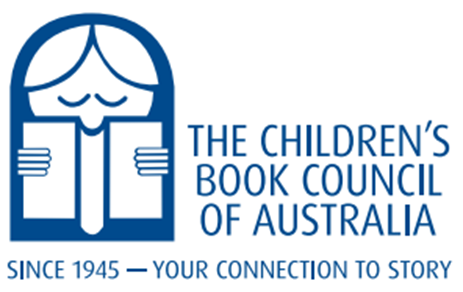 THE CHILDREN'S
BOOK COUNCIL
OF AUSTRALIA
SINCE 1945 — YOUR CONNECTION TO STORY